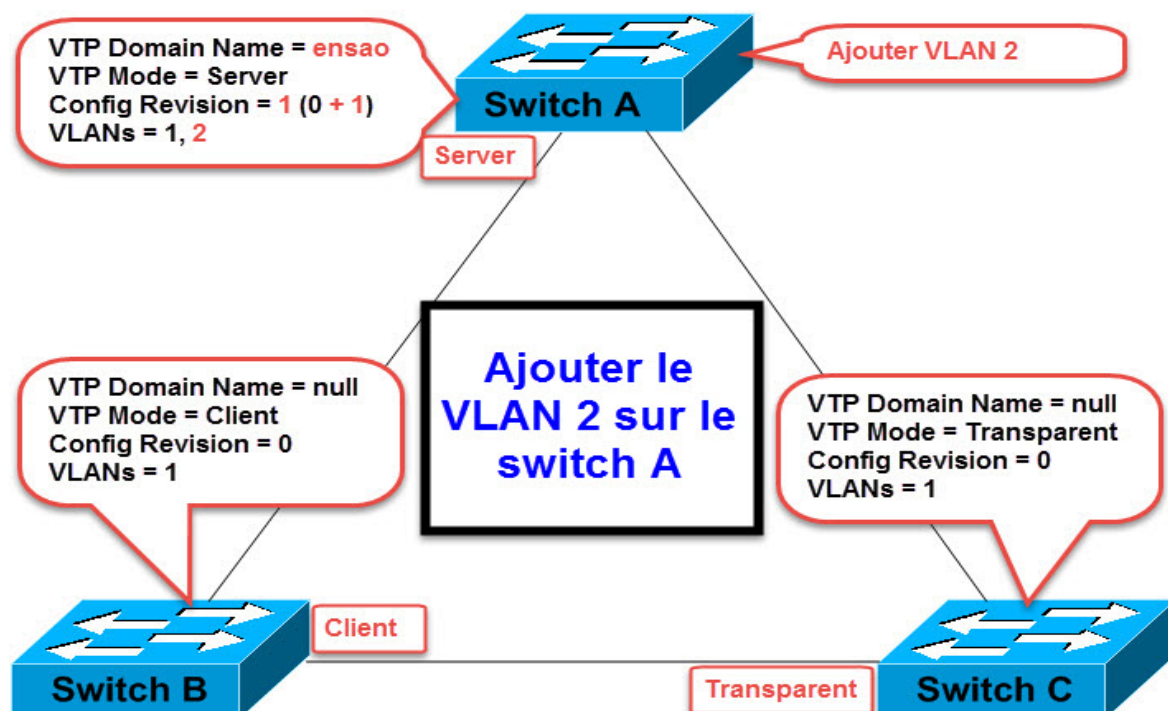 VTP Domain Name = ensao
VTP Mode = Server
Config Revision = 1 (0 + 1)
VLANs = 1, 2
Ajouter VLAN 2
Switch A
Server
Ajouter le
VLAN 2 sur le
switch A
VTP Domain Name = null
VTP Mode = Client
Config Revision = 0
VLANs = 1
VTP Domain Name = null
VTP Mode = Transparent
Config Revision = 0
VLANs = 1
Client
Switch B
Transparent
Switch C